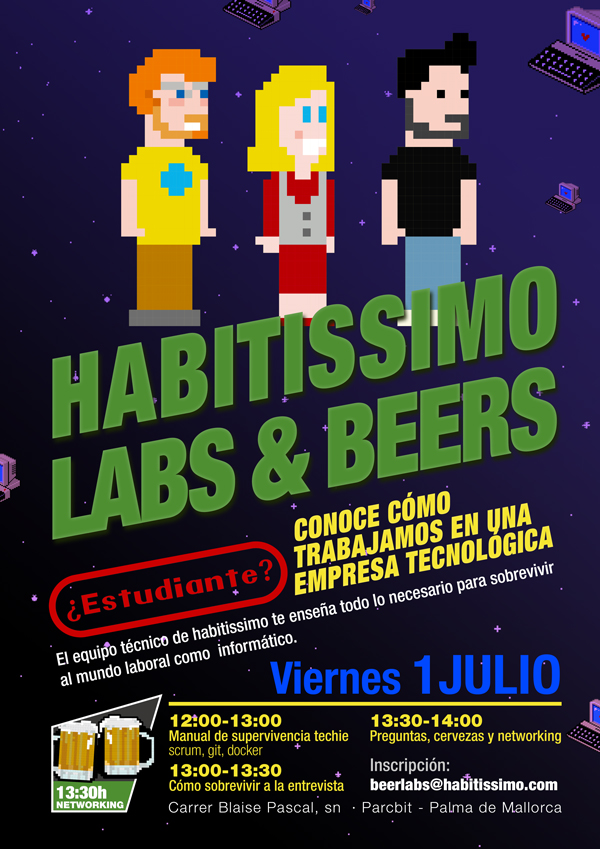 HABITISSIMO
LABS & BEERS
CONOCE CÓMO
TRABAJAMOS EN UNA
EMPRESA TECNOLÓGICA
¿Estudiante?
El equipo técnico de habitissimo te enseña todo lo necesario para sobrevivir
al mundo laboral como informático.
Viernes 1JULIO
12:00-13:00
Manual de supervivencia techie
scrum, git, docker
13:00-13:30
Cómo sobrevivir a la entrevista
13:30-14:00
Preguntas, cervezas y networking
Inscripción:
beerlabs@habitissimo.com
13:30h
NETWORKING
Carrer Blaise Pascal, sn · Parcbit - Palma de Mallorca